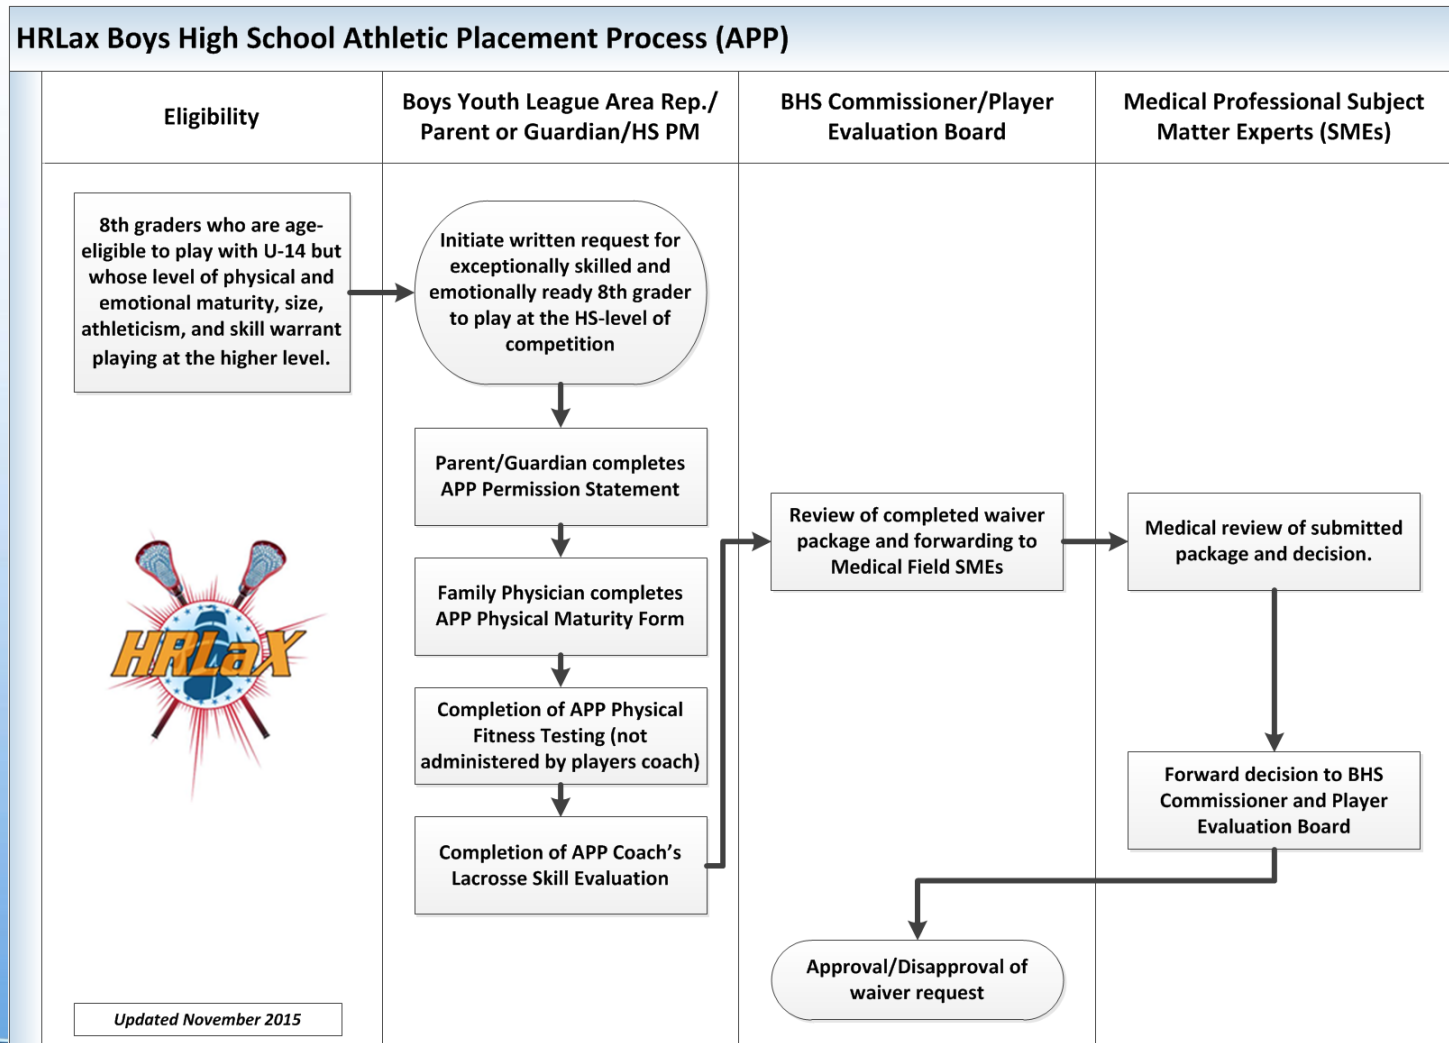 HRLax Boys High School Athletic Placement Process (APP)
Eligibility
Boys Youth League Area Rep./
Parent or Guardian/HS PM
BHS Commissioner/Player
Evaluation Board
Medical Professional Subject
Matter Experts (SMEs)
8th graders who are age-
eligible to play with U-14 but
whose level of physical and
emotional maturity, size,
athleticism, and skill warrant
playing at the higher level.
Initiate written request for
exceptionally skilled and
emotionally ready 8th grader
to play at the HS-level of
competition
Parent/Guardian completes
APP Permission Statement
Family Physician completes
APP Physical Maturity Form
Completion of APP Physical
Fitness Testing (not
administered by players coach)
Completion of APP Coach's
Lacrosse Skill Evaluation
Review of completed waiver
package and forwarding to
Medical Field SMEs
Medical review of submitted
package and decision.
Forward decision to BHS
Commissioner and Player
Evaluation Board
Approval/Disapproval of
waiver request
HRLaX
Updated November 2015